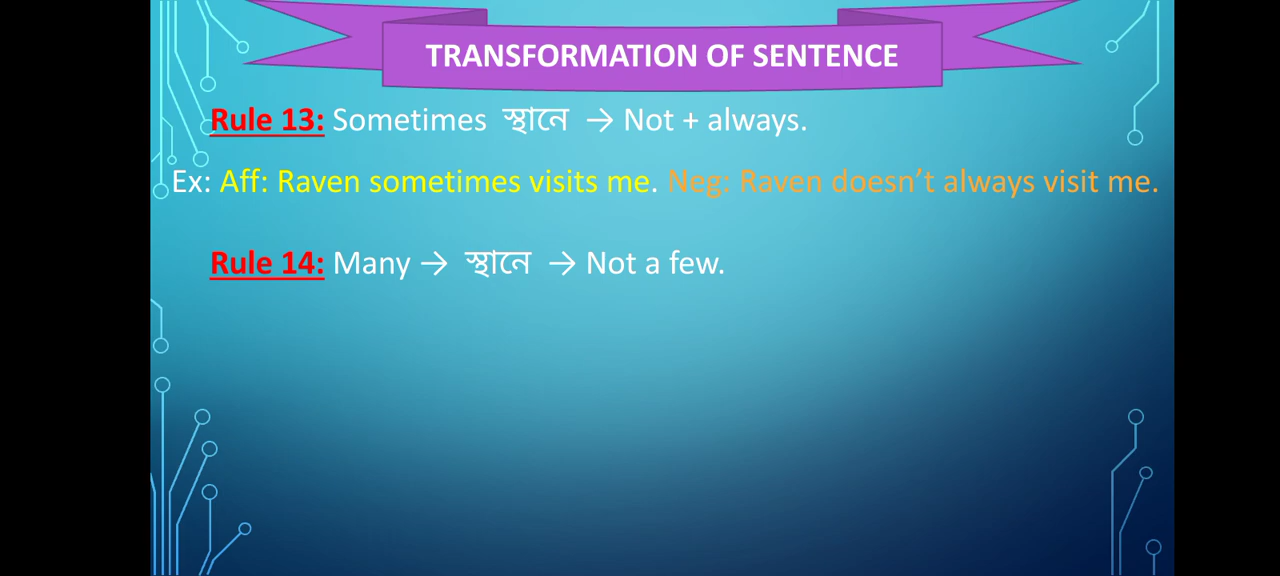 TRANSFORMATION OF SENTENCE
Rule 13: Sometimes স্থানে → Not + always.
Ex: Aff: Raven sometimes visits me. Neg: Raven doesn’t always visit me.
Rule 14: Many → স্থানে → Not a few.